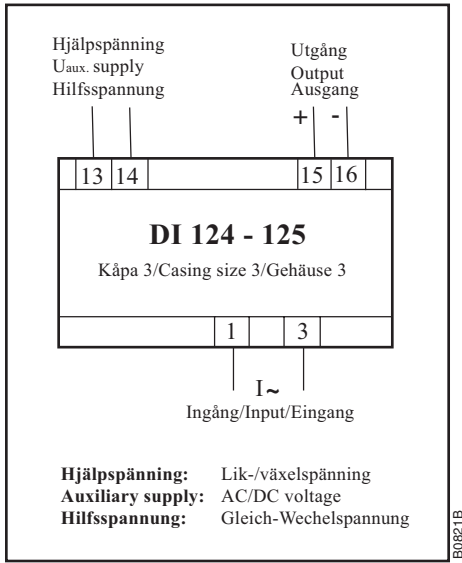 Hjälpspänning
Uaux. supply
Hilfsspannung
Utgång
Output
Ausgang
+ -
13 14 15 16
DI 124 - 125
Kåpa 3/Casing size 3/Gehäuse 3
1 3
I~
Ingång/Input/Eingang
Hjälpspänning: Lik-/växelspänning
Auxiliary supply: AC/DC voltage
Hilfsspannung: Gleich-Wechelspannung
B0821B